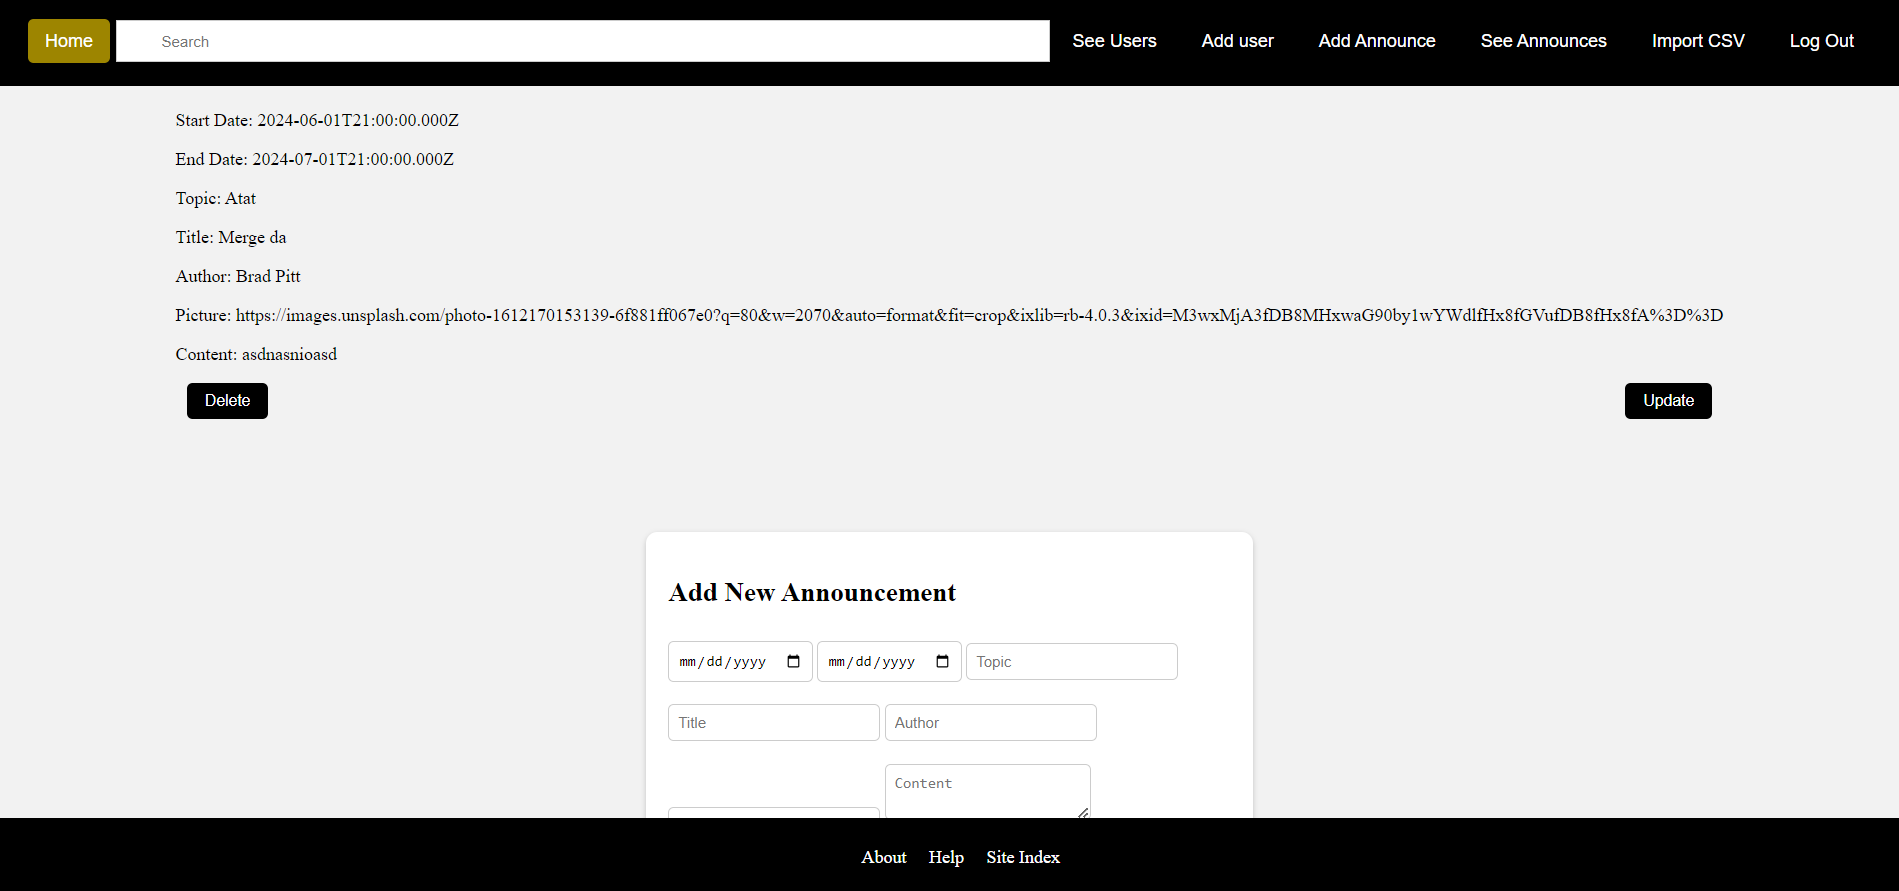 Home Search See Users Add user Add Announce See Announces Import CSV Log Out
Start Date: 2024-06-01T21:00:00.000Z
End Date: 2024-07-01T21:00:00.000Z
Topic: Atat
Title: Merge da
Author: Brad Pitt
Picture: https://images.unsplash.com/photo-1612170153139-6f881ff067e0?q=80&w=2070&auto=format&fit=crop&ixlib=rb-4.0.3&ixid=M3wxMjA3fDB8MHxwaG90by1wYWdlfHx8fGVufDB8fHx8fA%3D%3D
Content: asdnasnioasd
Delete Update
Add New Announcement
mm/dd/yyyy mm/dd/yyyy Topic
Title Author
Content
About Help Site Index